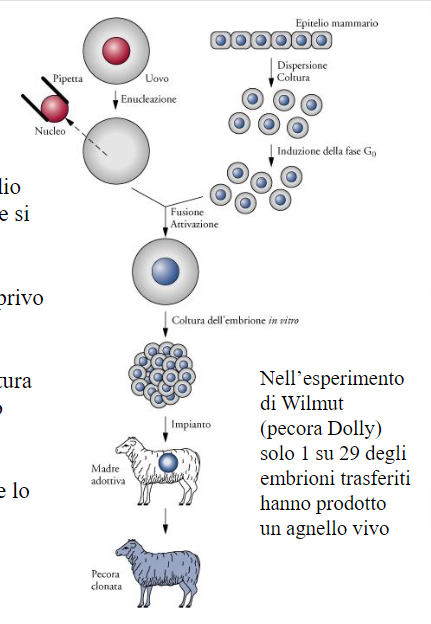 Epitelio mammario
Pipetta
Uovo
Dispersione
Coltura
Enucleazione
Nucleo
Induzione della fase G₀
lio
e si
Fusione
Attivazione
privo
Coltura dell'embrione in vitro
tura
o
Nell'esperimento
di Wilmut
(pecora Dolly)
solo 1 su 29 degli
embrioni trasferiti
hanno prodotto
un agnello vivo
Impianto
Madre
adottiva
e lo
Pecora
clonata